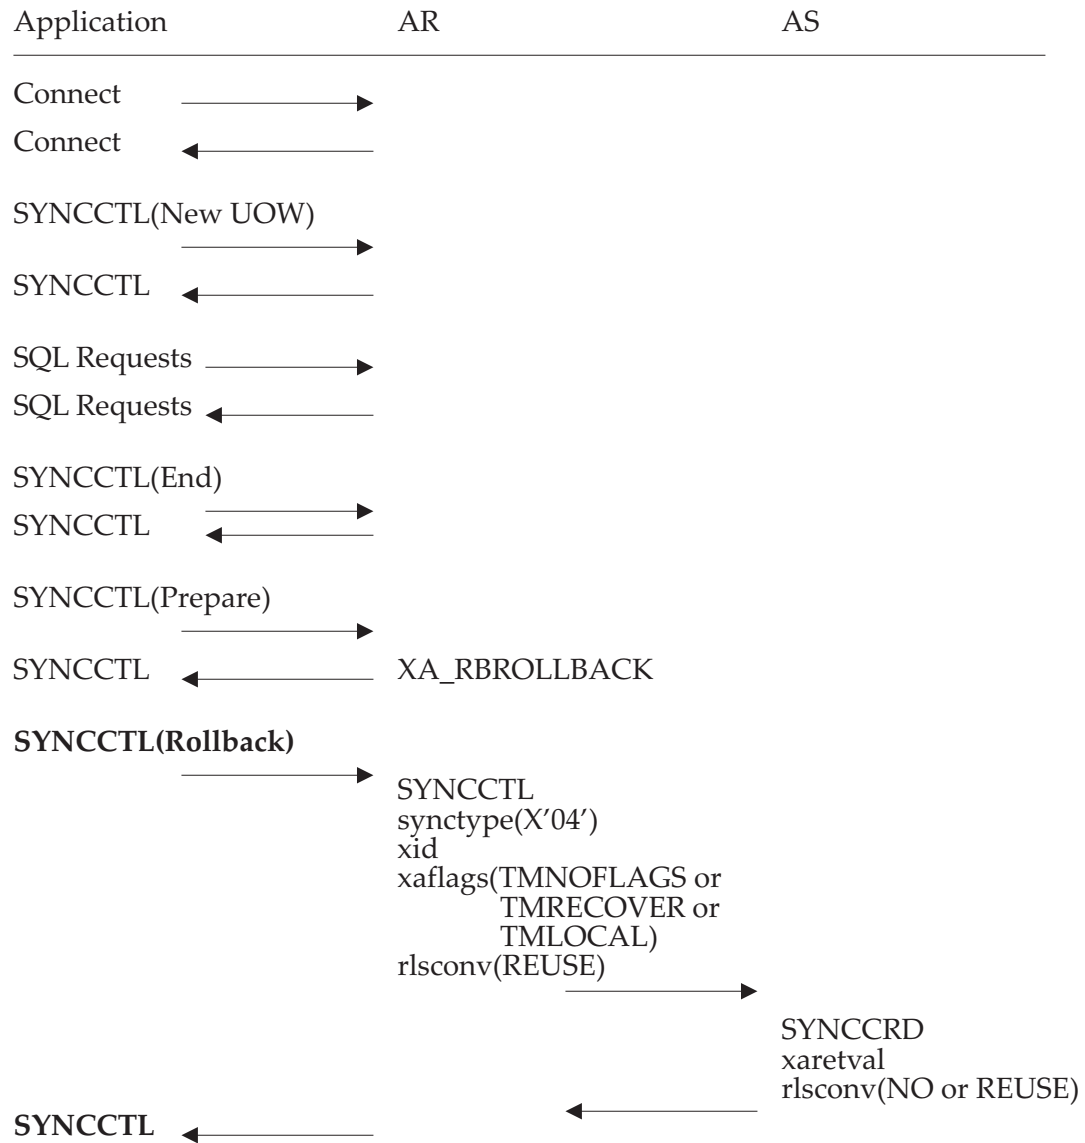 Application AR AS
Connect
Connect
SYNCCTL(New UOW)
SYNCCTL
SQL Requests
SQL Requests
SYNCCTL(End)
SYNCCTL
SYNCCTL(Prepare)
SYNCCTL XA_RBROLLBACK
SYNCCTL(Rollback)
SYNCCTL
synctype(X’04’)
xid
xaflags(TMNOFLAGS or
TMRECOVER or
TMLOCAL)
rlsconv(REUSE)
SYNCCRD
xaretval
rlsconv(NO or REUSE)
SYNCCTL